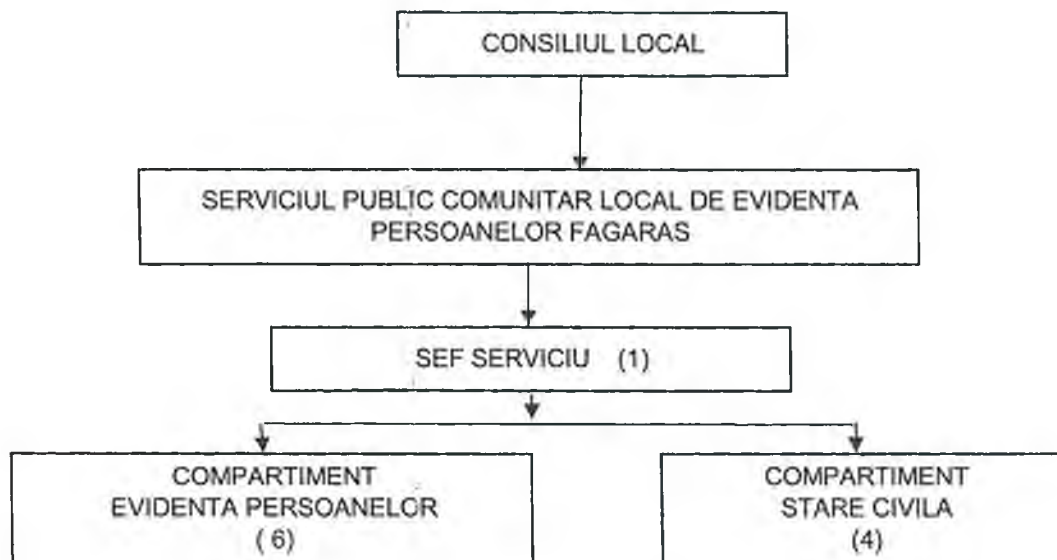 CONSILIUL LOCAL
SERVICIUL PUBLIC COMUNITAR LOCAL DE EVIDENTA
PERSOANELOR FAGARAS
SEF SERVICIU (1)
COMPARTIMENT
EVIDENTA PERSOANELOR
( 6)
COMPARTIMENT
STARE CIVILA
(4)